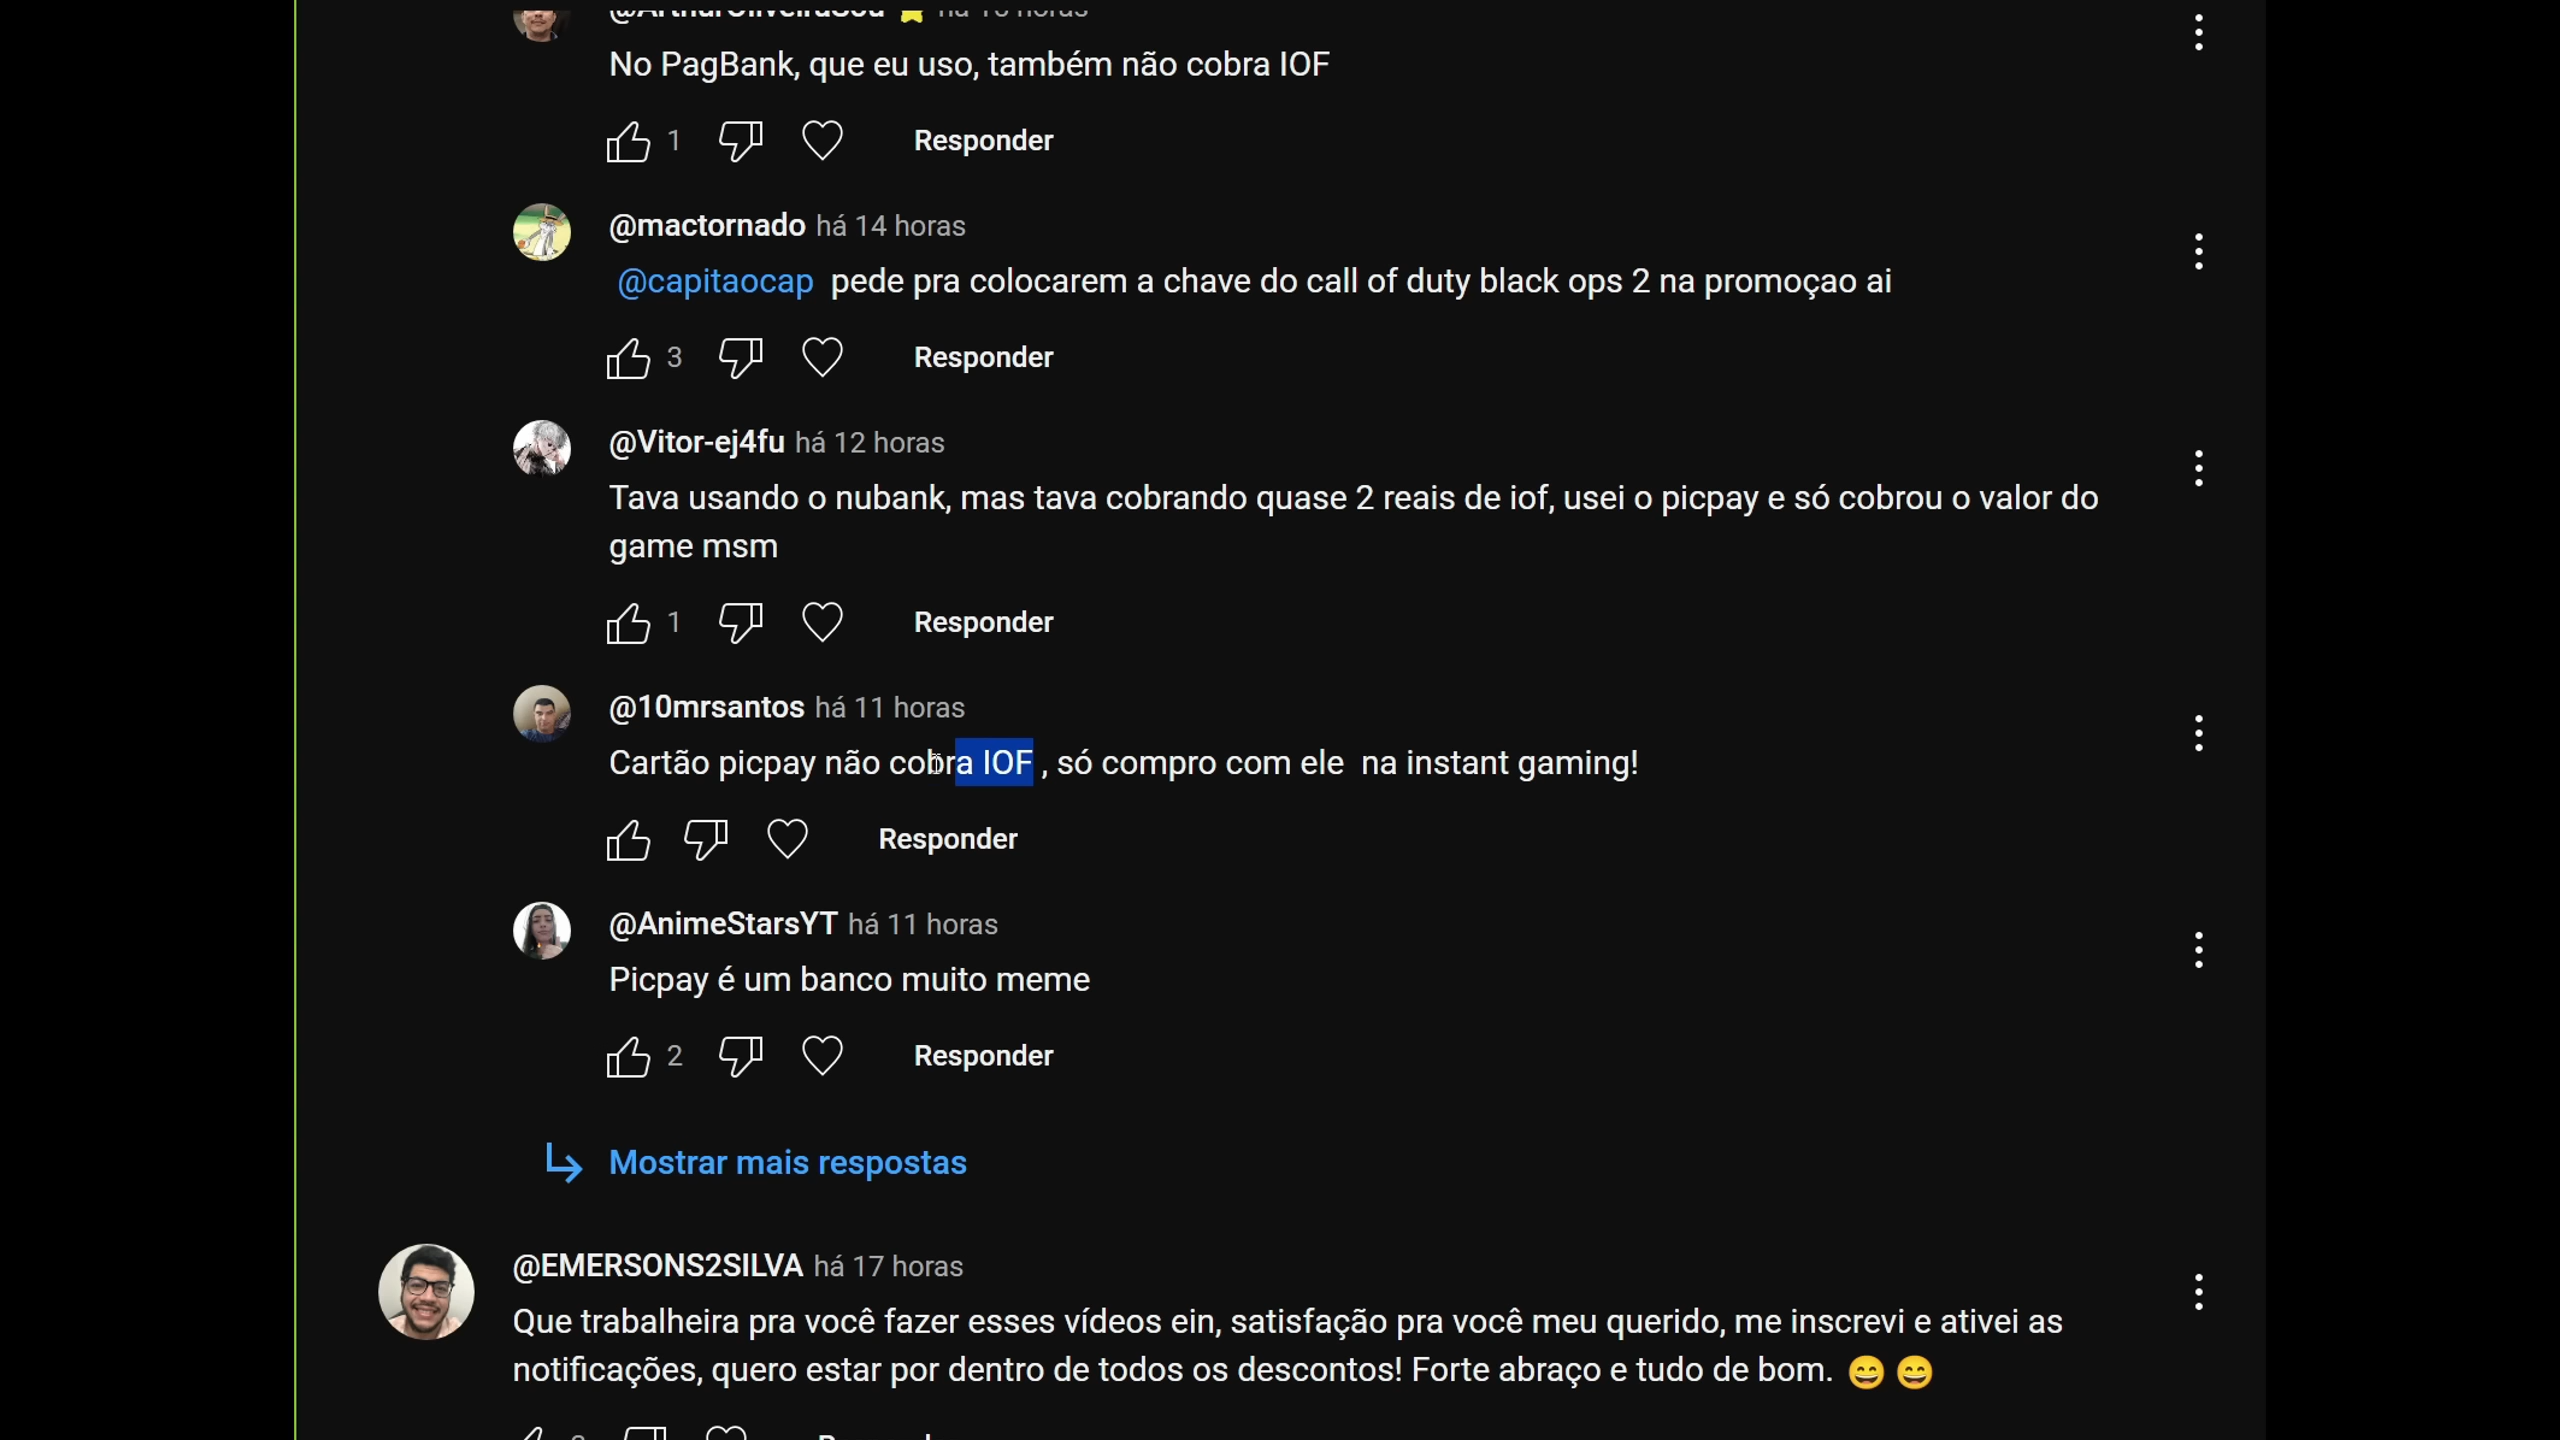 No PagBank, que eu uso, também não cobra IOF
1 Responder
@mactornado há 14 horas
@capitaocap pede pra colocarem a chave do call of duty black ops 2 na promoçao ai
3 Responder
@Vitor-ej4fu há 12 horas
Tava usando o nubank, mas tava cobrando quase 2 reais de iof, usei o picpay e só cobrou o valor do
game msm
1 Responder
@10mrsantos há 11 horas
Cartão picpay não cobra IOF , só compro com ele  na instant gaming!
Responder
@AnimeStarsYT há 11 horas
Picpay é um banco muito meme
2 Responder
Mostrar mais respostas
@EMERSONS2SILVA há 17 horas
Que trabalheira pra você fazer esses vídeos ein, satisfação pra você meu querido, me inscrevi e ativei as
notificações, quero estar por dentro de todos os descontos! Forte abraço e tudo de bom. 😄 😄